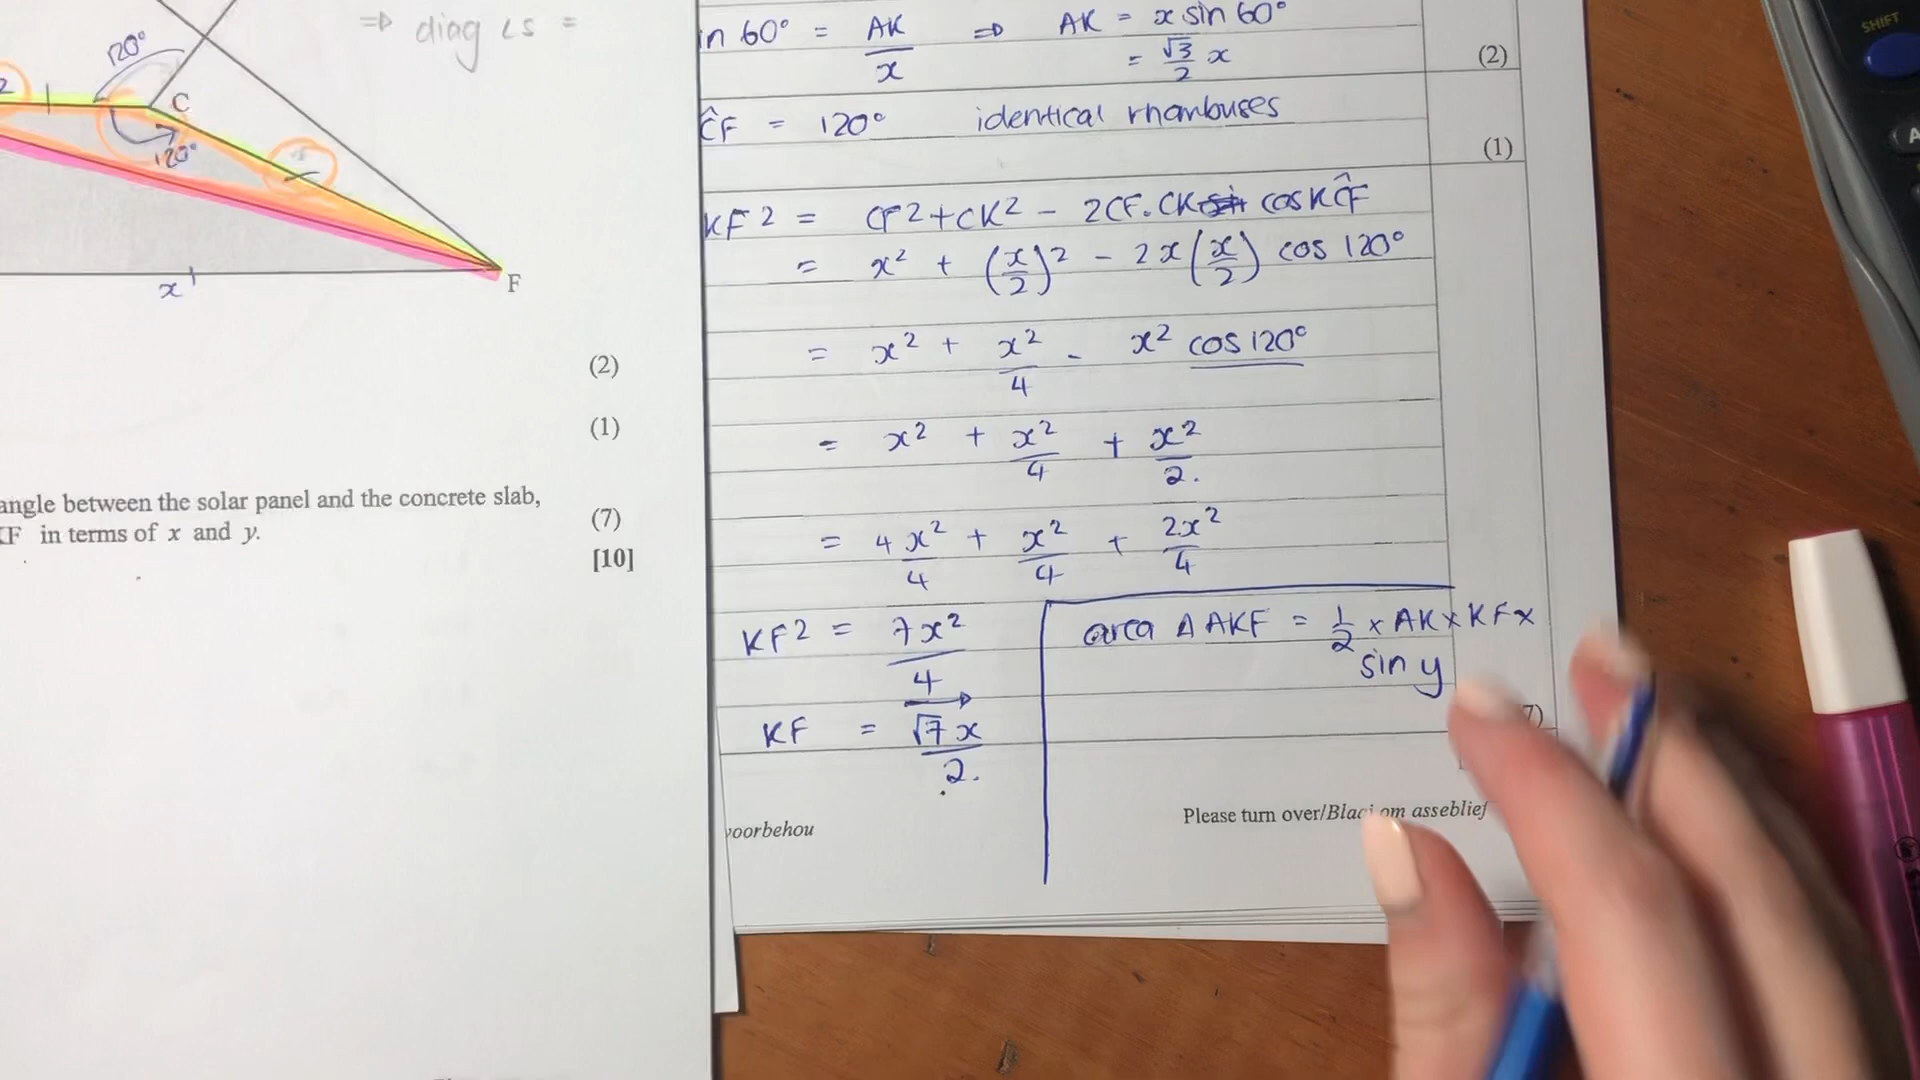 ⇒ diag ∠s =
120°
2
C
120°
x
F
(2)
(1)
angle between the solar panel and the concrete slab,
F in terms of x and y.
(7)
[10]
in 60° = AK/x ⇒ AK = x sin 60°
= √3/2 x
(2)
ĈF = 120° identical rhombuses
(1)
KF² = CF² + CK² - 2CF.CK cos KĈF
= x² + (x/2)² - 2x(x/2) cos 120°
= x² + x²/4 - x² cos 120°
= x² + x²/4 + x²/2.
= 4x²/4 + x²/4 + 2x²/4
KF² = 7x²/4
KF = √7x/2.
area Δ AKF = 1/2 × AK × KF ×
sin y
7)
voorbehou
Please turn over/Blaai om asseblief
SHIFT